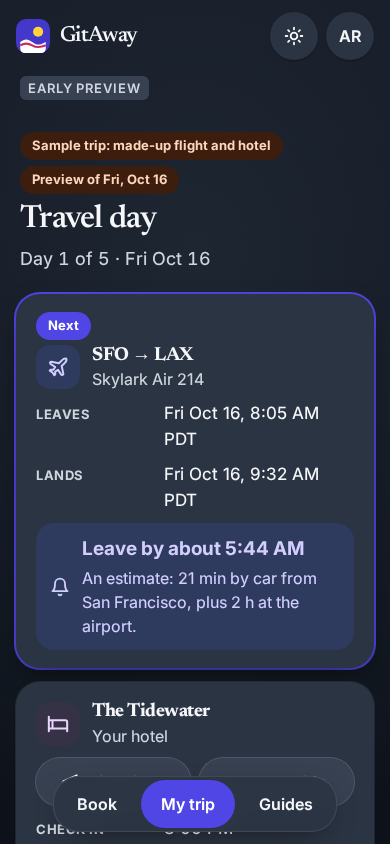 GitAway
AR
EARLY PREVIEW
Sample trip: made-up flight and hotel
Preview of Fri, Oct 16
Travel day
Day 1 of 5 · Fri Oct 16
Next
SFO → LAX
Skylark Air 214
LEAVES
Fri Oct 16, 8:05 AM
PDT
LANDS
Fri Oct 16, 9:32 AM
PDT
Leave by about 5:44 AM
An estimate: 21 min by car from
San Francisco, plus 2 h at the
airport.
The Tidewater
Your hotel
Book
My trip
Guides